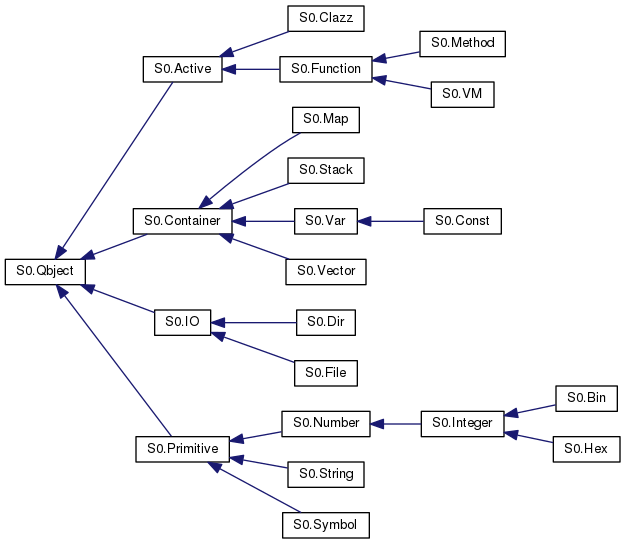 S0.Clazz
S0.Method
S0.Active
S0.Function
S0.VM
S0.Map
S0.Stack
S0.Container
S0.Var
S0.Const
S0.Qbject
S0.Vector
S0.IO
S0.Dir
S0.File
S0.Bin
S0.Number
S0.Integer
S0.Primitive
S0.Hex
S0.String
S0.Symbol